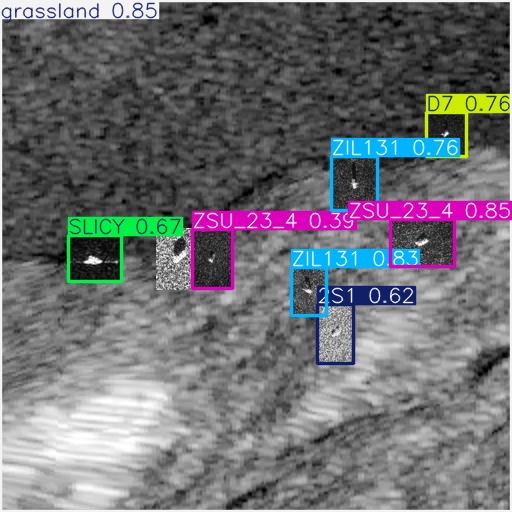 grassland 0.85
D7 0.76
ZIL131 0.76
ZSU_23_4 0.85
ZSU_23_4 0.39
SLICY 0.67
ZIL131 0.83
2S1 0.62